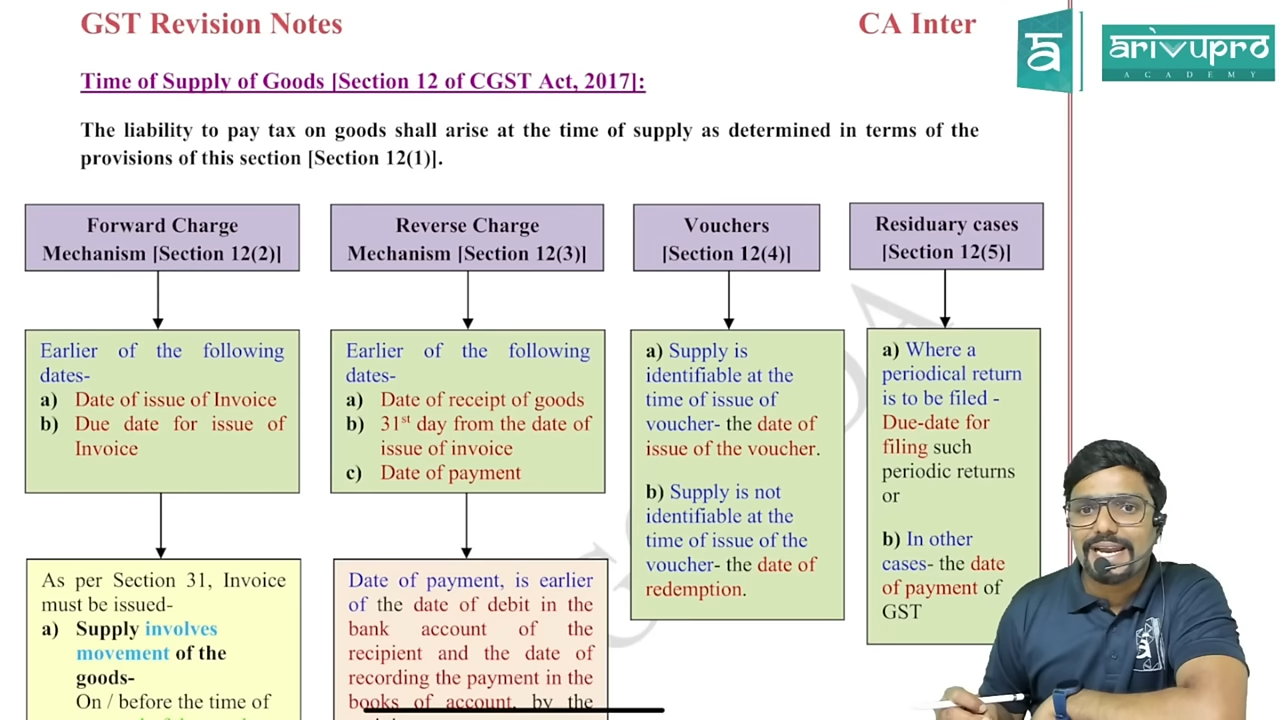 GST Revision Notes
CA Inter
arivupro
ACADEMY
Time of Supply of Goods [Section 12 of CGST Act, 2017]:
The liability to pay tax on goods shall arise at the time of supply as determined in terms of the
provisions of this section [Section 12(1)].
Forward Charge
Mechanism [Section 12(2)]
Earlier of the following
dates-
a) Date of issue of Invoice
b) Due date for issue of
Invoice
As per Section 31, Invoice
must be issued-
a) Supply involves
movement of the
goods-
On / before the time of
Reverse Charge
Mechanism [Section 12(3)]
Earlier of the following
dates-
a) Date of receipt of goods
b) 31st day from the date of
issue of invoice
c) Date of payment
Date of payment, is earlier
of the date of debit in the
bank account of the
recipient and the date of
recording the payment in the
books of account, by the
Vouchers
[Section 12(4)]
a) Supply is
identifiable at the
time of issue of
voucher- the date of
issue of the voucher.
b) Supply is not
identifiable at the
time of issue of the
voucher- the date of
redemption.
Residuary cases
[Section 12(5)]
a) Where a
periodical return
is to be filed -
Due-date for
filing such
periodic returns
or
b) In other
cases- the date
of payment of
GST